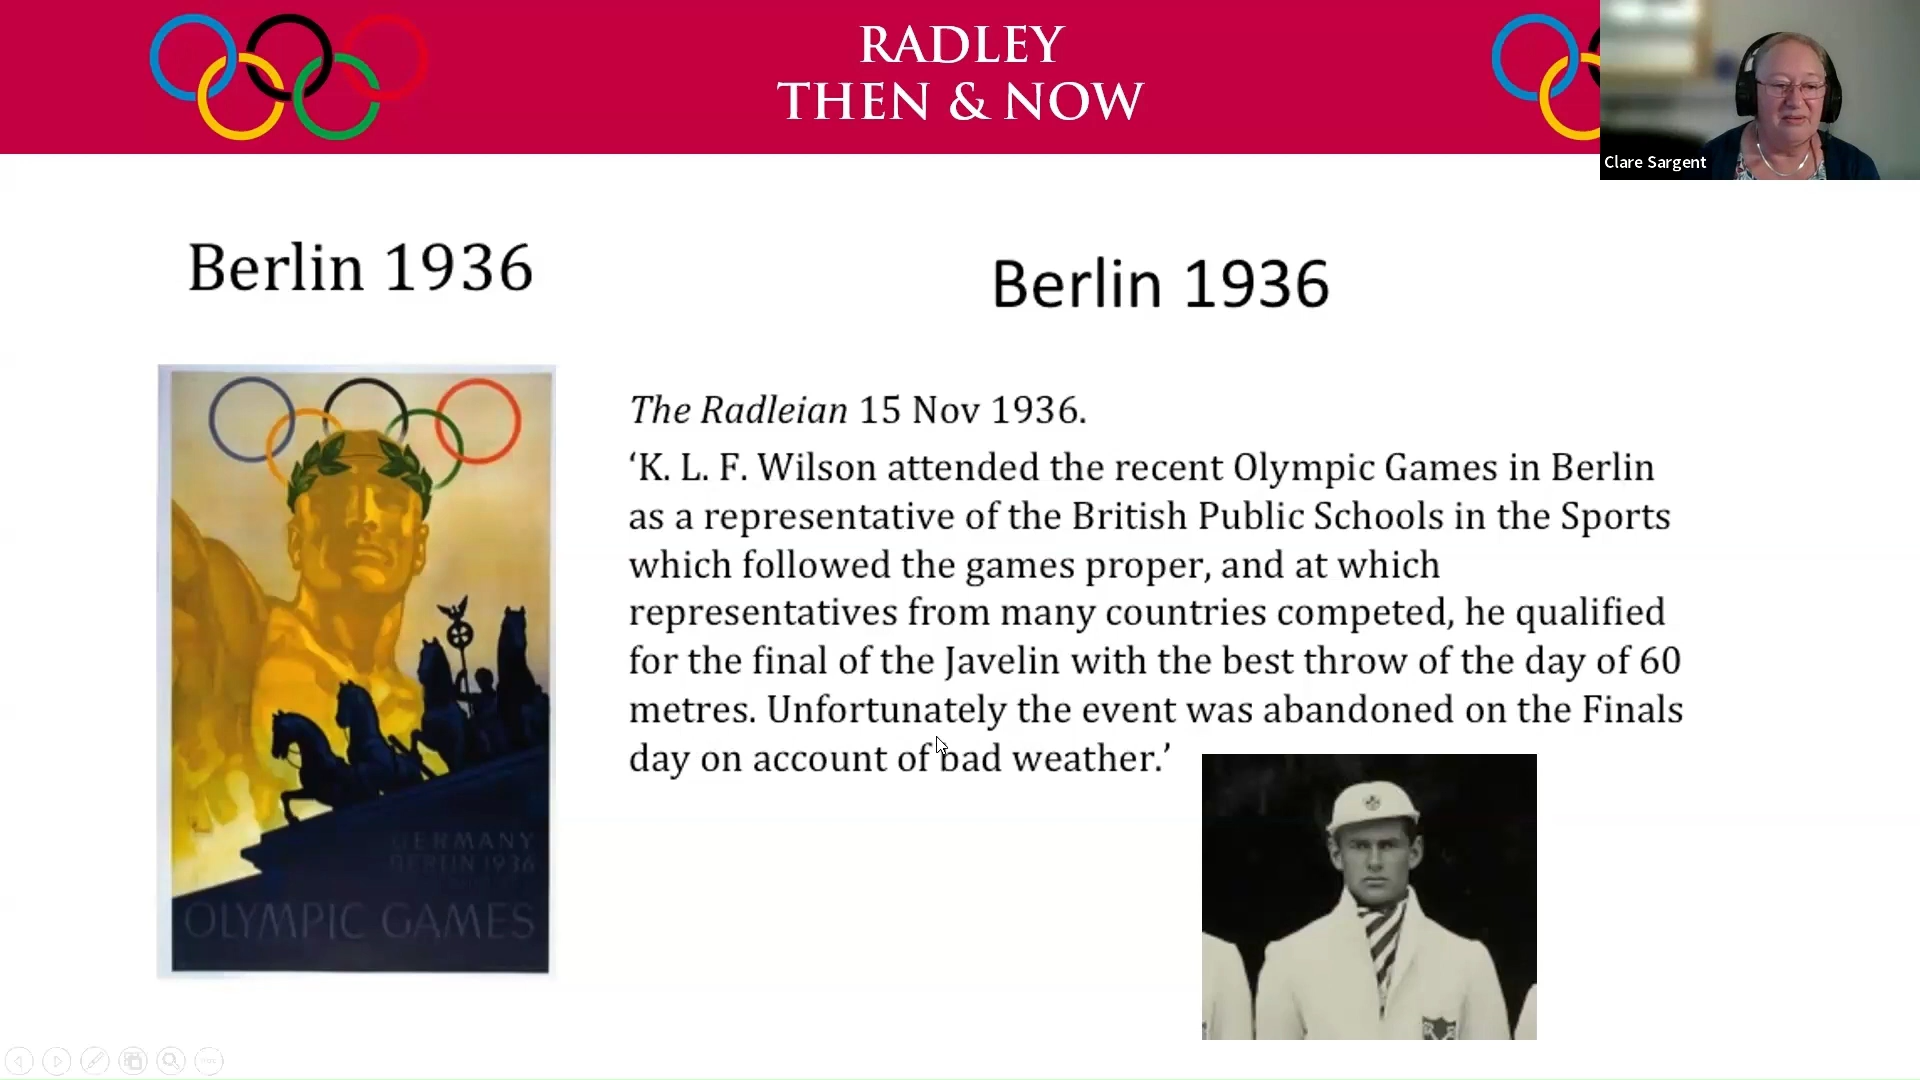 RADLEY
THEN & NOW
Clare Sargent
Berlin 1936
Berlin 1936
The Radleian 15 Nov 1936.
‘K. L. F. Wilson attended the recent Olympic Games in Berlin
as a representative of the British Public Schools in the Sports
which followed the games proper, and at which
representatives from many countries competed, he qualified
for the final of the Javelin with the best throw of the day of 60
metres. Unfortunately the event was abandoned on the Finals
day on account of bad weather.’
GERMANY
BERLIN 1936
OLYMPIC GAMES